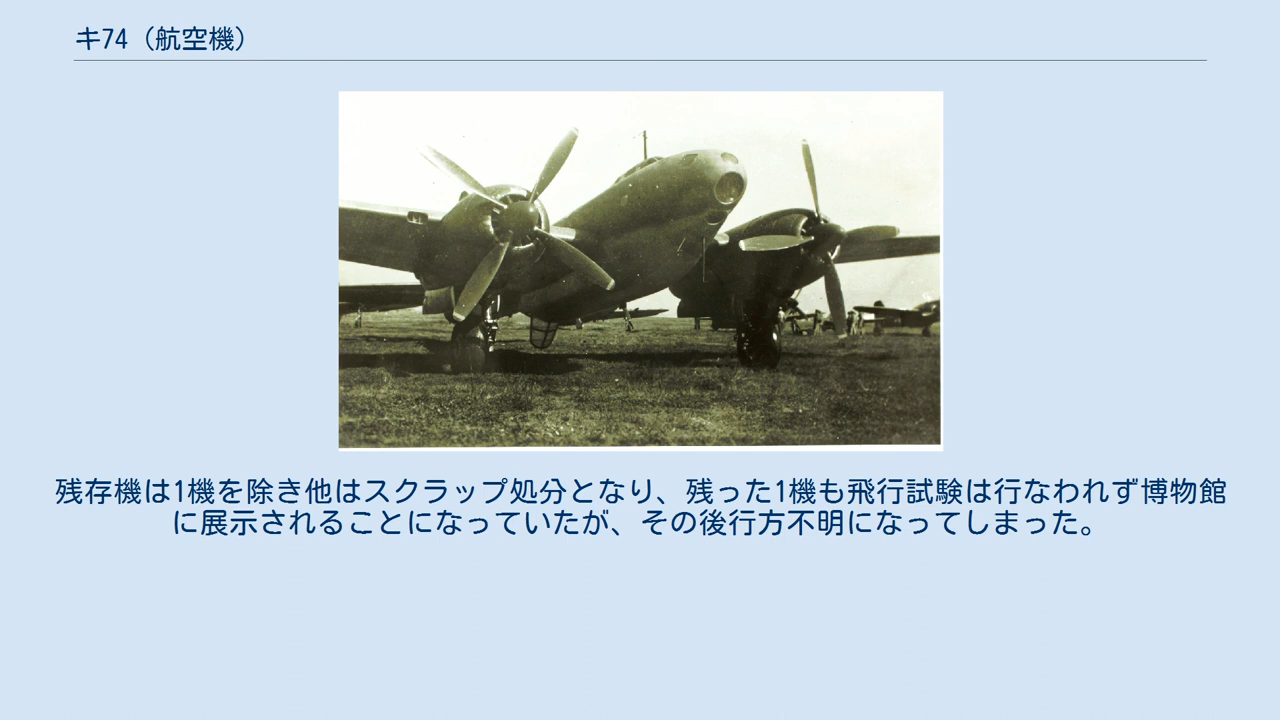 キ74（航空機）
残存機は1機を除き他はスクラップ処分となり、残った1機も飛行試験は行なわれず博物館
に展示されることになっていたが、その後行方不明になってしまった。